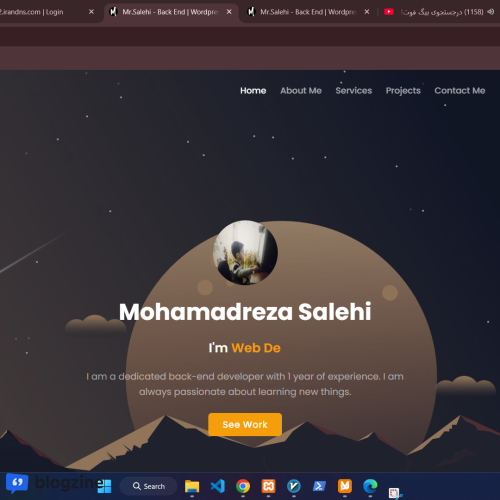 2.irandns.com | Login
Mr.Salehi - Back End | Wordpre
Mr.Salehi - Back End | Wordpre
(1158) درجستجوی بیگ فوت!
Home About Me Services Projects Contact Me
Mohamadreza Salehi
I'm Web De
I am a dedicated back-end developer with 1 year of experience. I am
always passionate about learning new things.
See Work
blogzine
Search